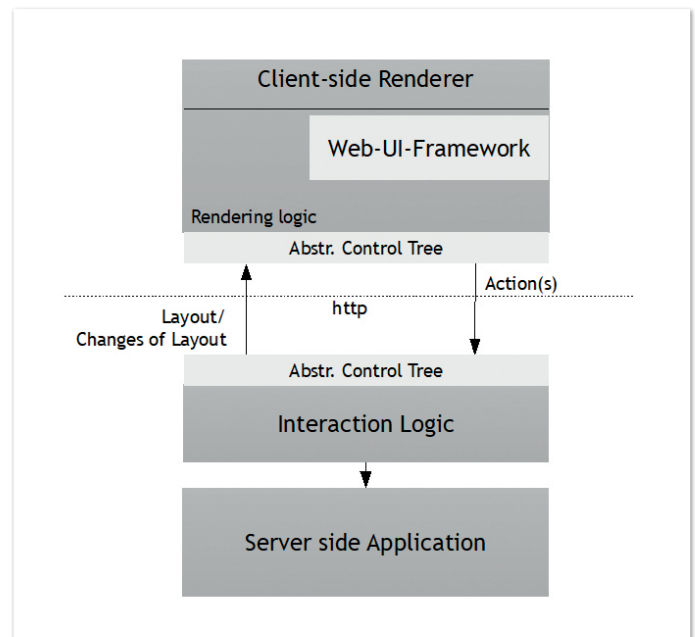 Client-side Renderer
Web-UI-Framework
Rendering logic
Abstr. Control Tree
Action(s)
http
Layout/
Changes of Layout
Abstr. Control Tree
Interaction Logic
Server side Application